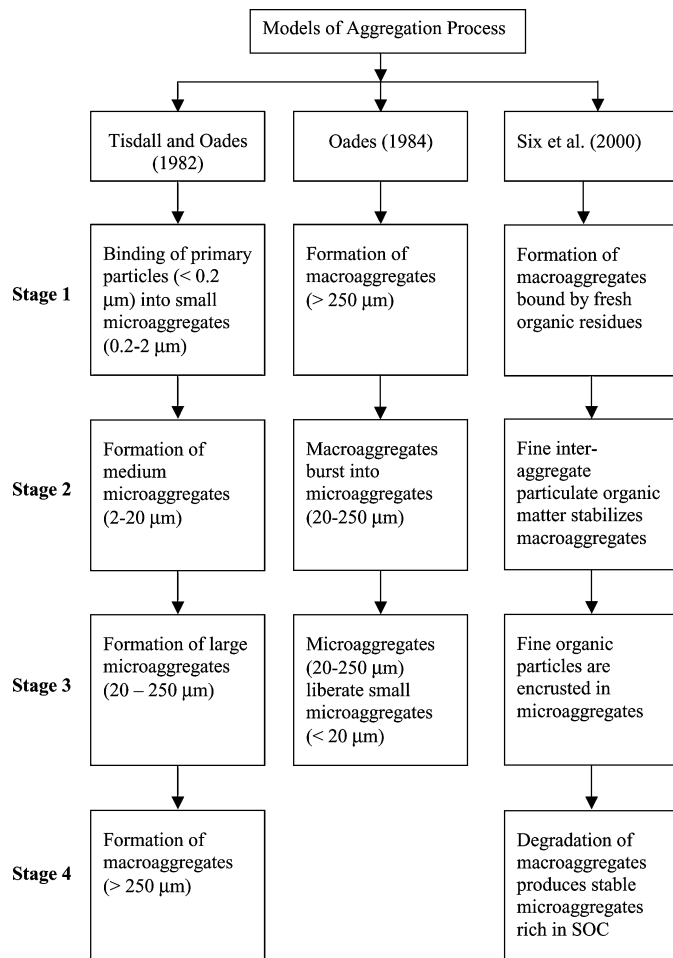 Models of Aggregation Process
Tisdall and Oades
(1982)
Oades (1984)
Six et al. (2000)
Stage 1
Binding of primary
particles (< 0.2
μm) into small
microaggregates
(0.2-2 μm)
Formation of
macroaggregates
(> 250 μm)
Formation of
macroaggregates
bound by fresh
organic residues
Stage 2
Formation of
medium
microaggregates
(2-20 μm)
Macroaggregates
burst into
microaggregates
(20-250 μm)
Fine inter-
aggregate
particulate organic
matter stabilizes
macroaggregates
Stage 3
Formation of large
microaggregates
(20 – 250 μm)
Microaggregates
(20-250 μm)
liberate small
microaggregates
(< 20 μm)
Fine organic
particles are
encrusted in
microaggregates
Stage 4
Formation of
macroaggregates
(> 250 μm)
Degradation of
macroaggregates
produces stable
microaggregates
rich in SOC